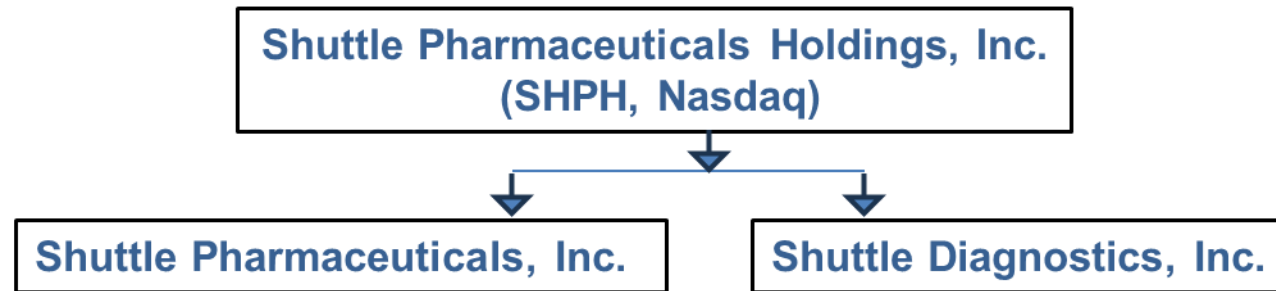 Shuttle Pharmaceuticals Holdings, Inc.
(SHPH, Nasdaq)
Shuttle Pharmaceuticals, Inc.
Shuttle Diagnostics, Inc.